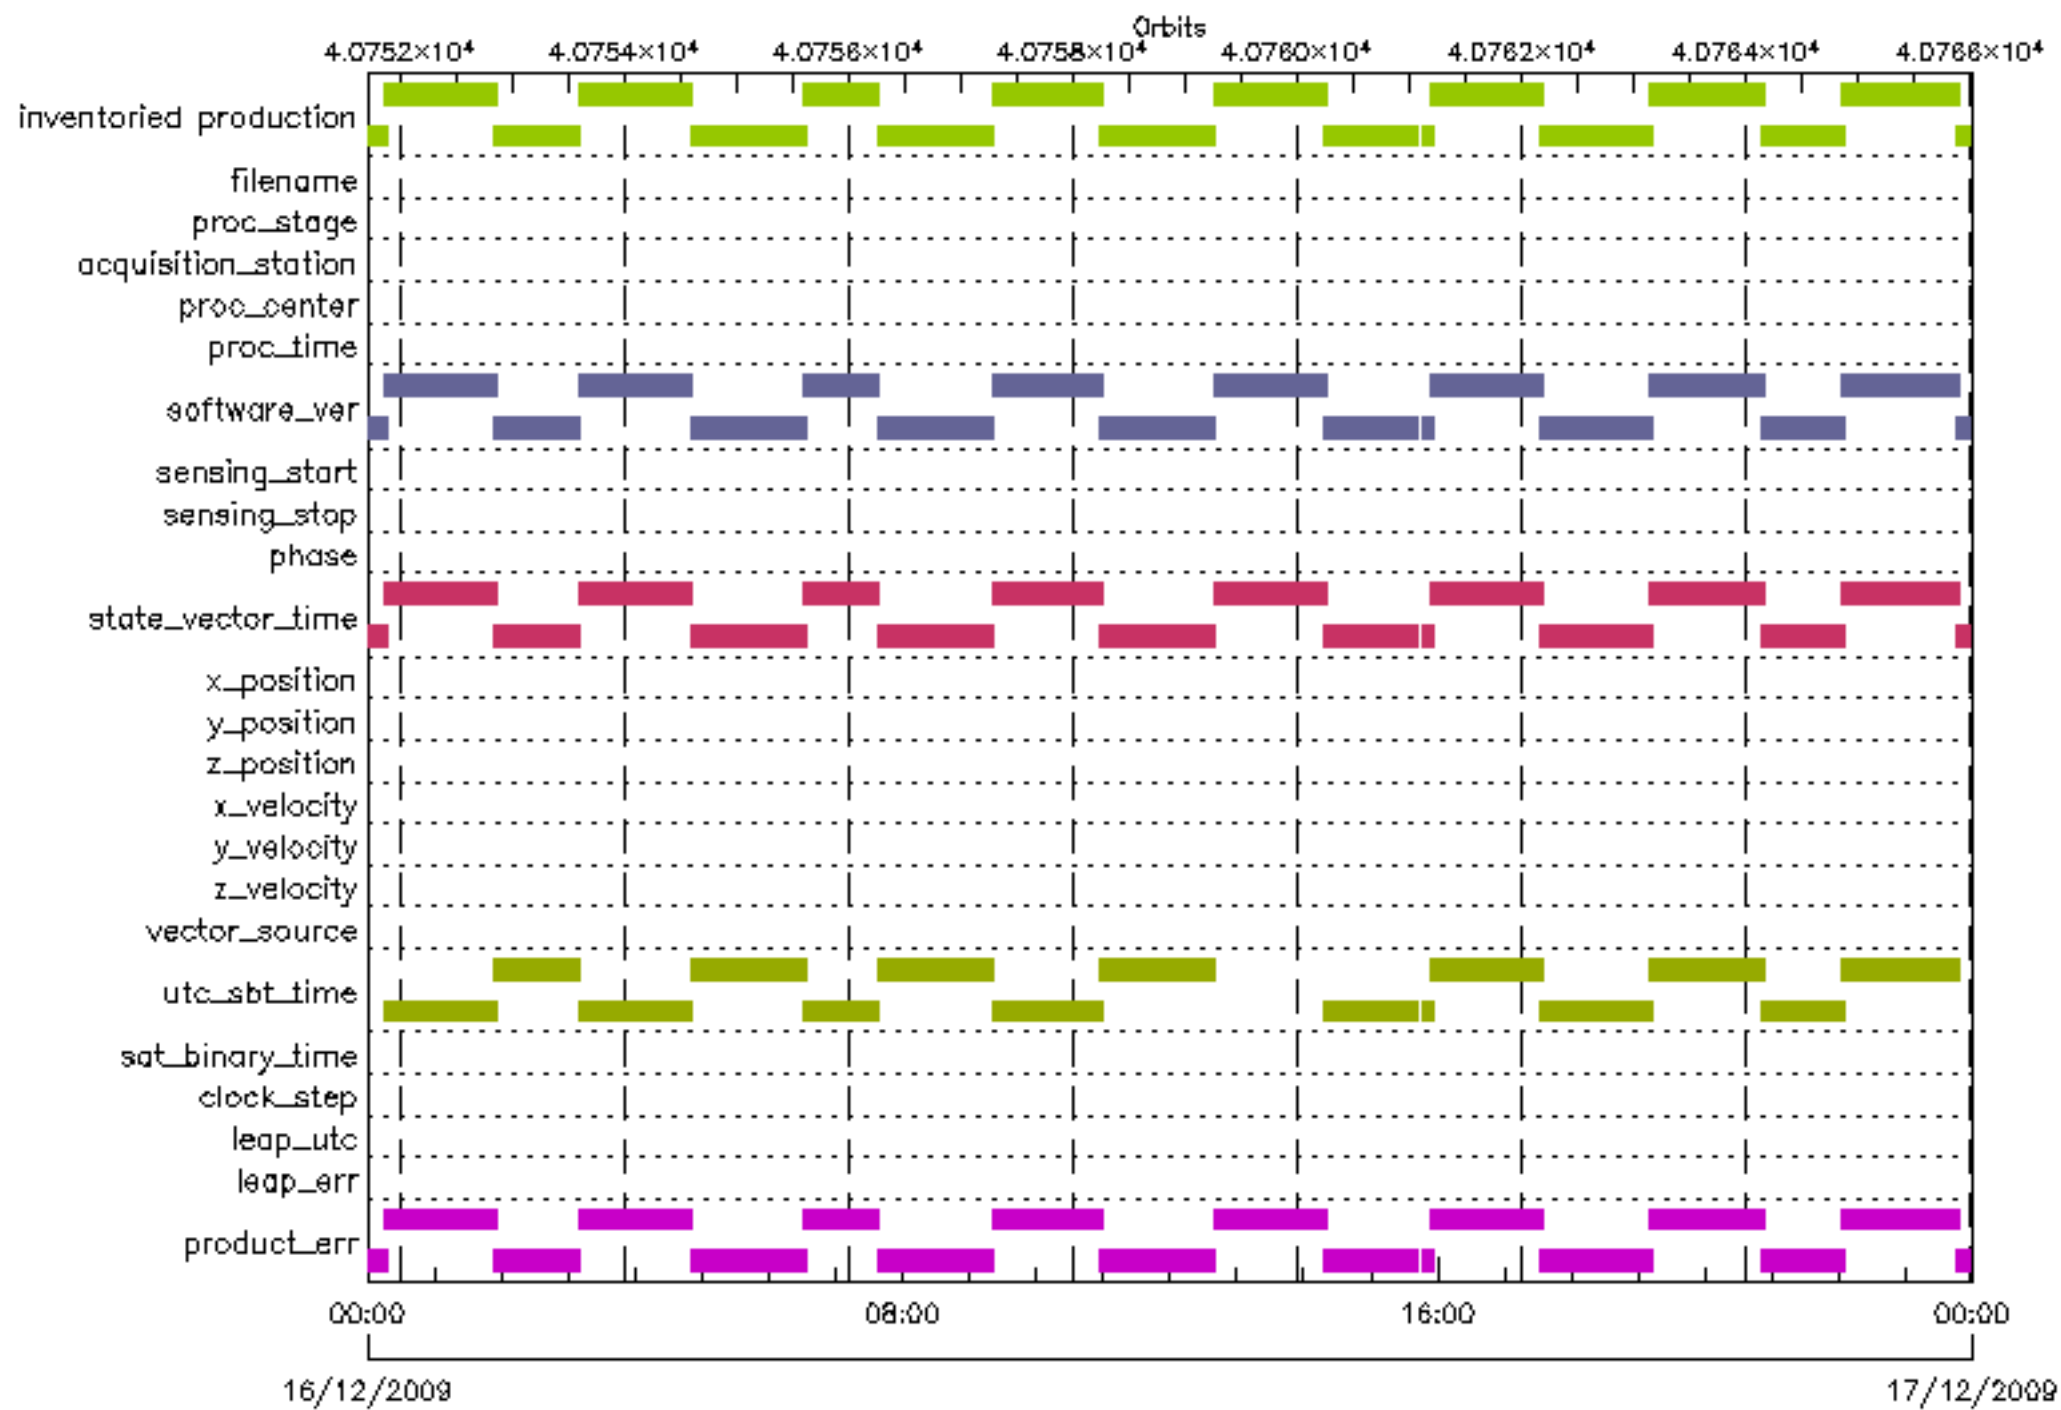 Orbits
4.0752×10⁴ 4.0754×10⁴ 4.0756×10⁴ 4.0758×10⁴ 4.0760×10⁴ 4.0762×10⁴ 4.0764×10⁴ 4.0766×10⁴
inventoried production
filename
proc_stage
acquisition_station
proc_center
proc_time
software_ver
sensing_start
sensing_stop
phase
state_vector_time
x_position
y_position
z_position
x_velocity
y_velocity
z_velocity
vector_source
utc_sbt_time
sat_binary_time
clock_step
leap_utc
leap_err
product_err
00:00 08:00 16:00 00:00
16/12/2009 17/12/2009